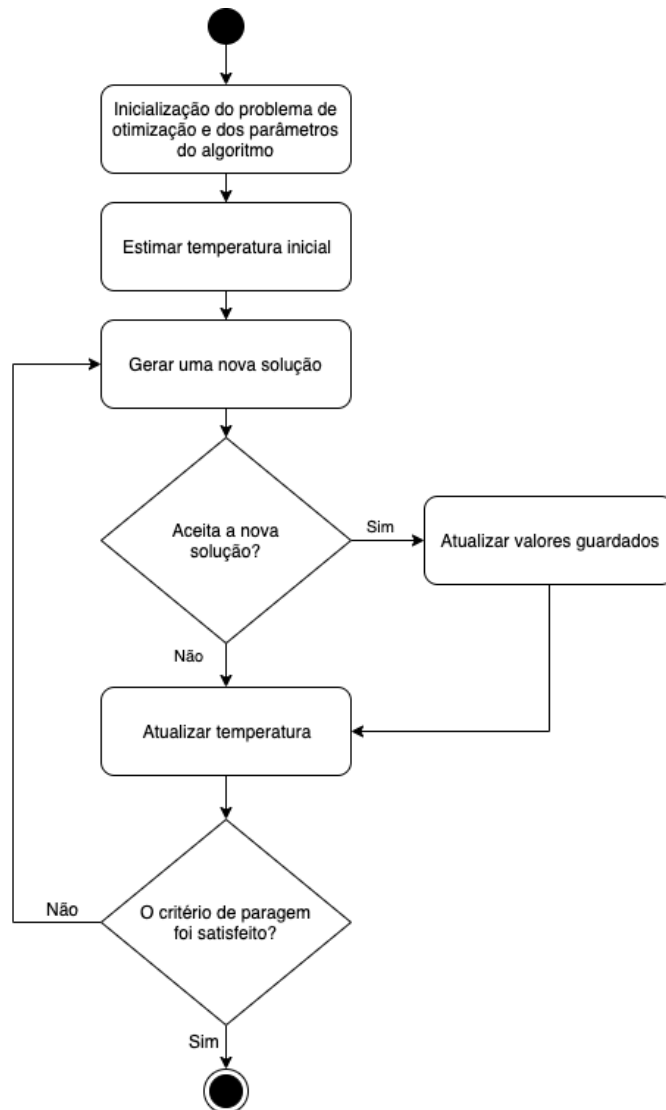 Inicialização do problema de
otimização e dos parâmetros
do algoritmo
Estimar temperatura inicial
Gerar uma nova solução
Aceita a nova
solução?
Sim
Atualizar valores guardados
Não
Atualizar temperatura
O critério de paragem
foi satisfeito?
Não
Sim